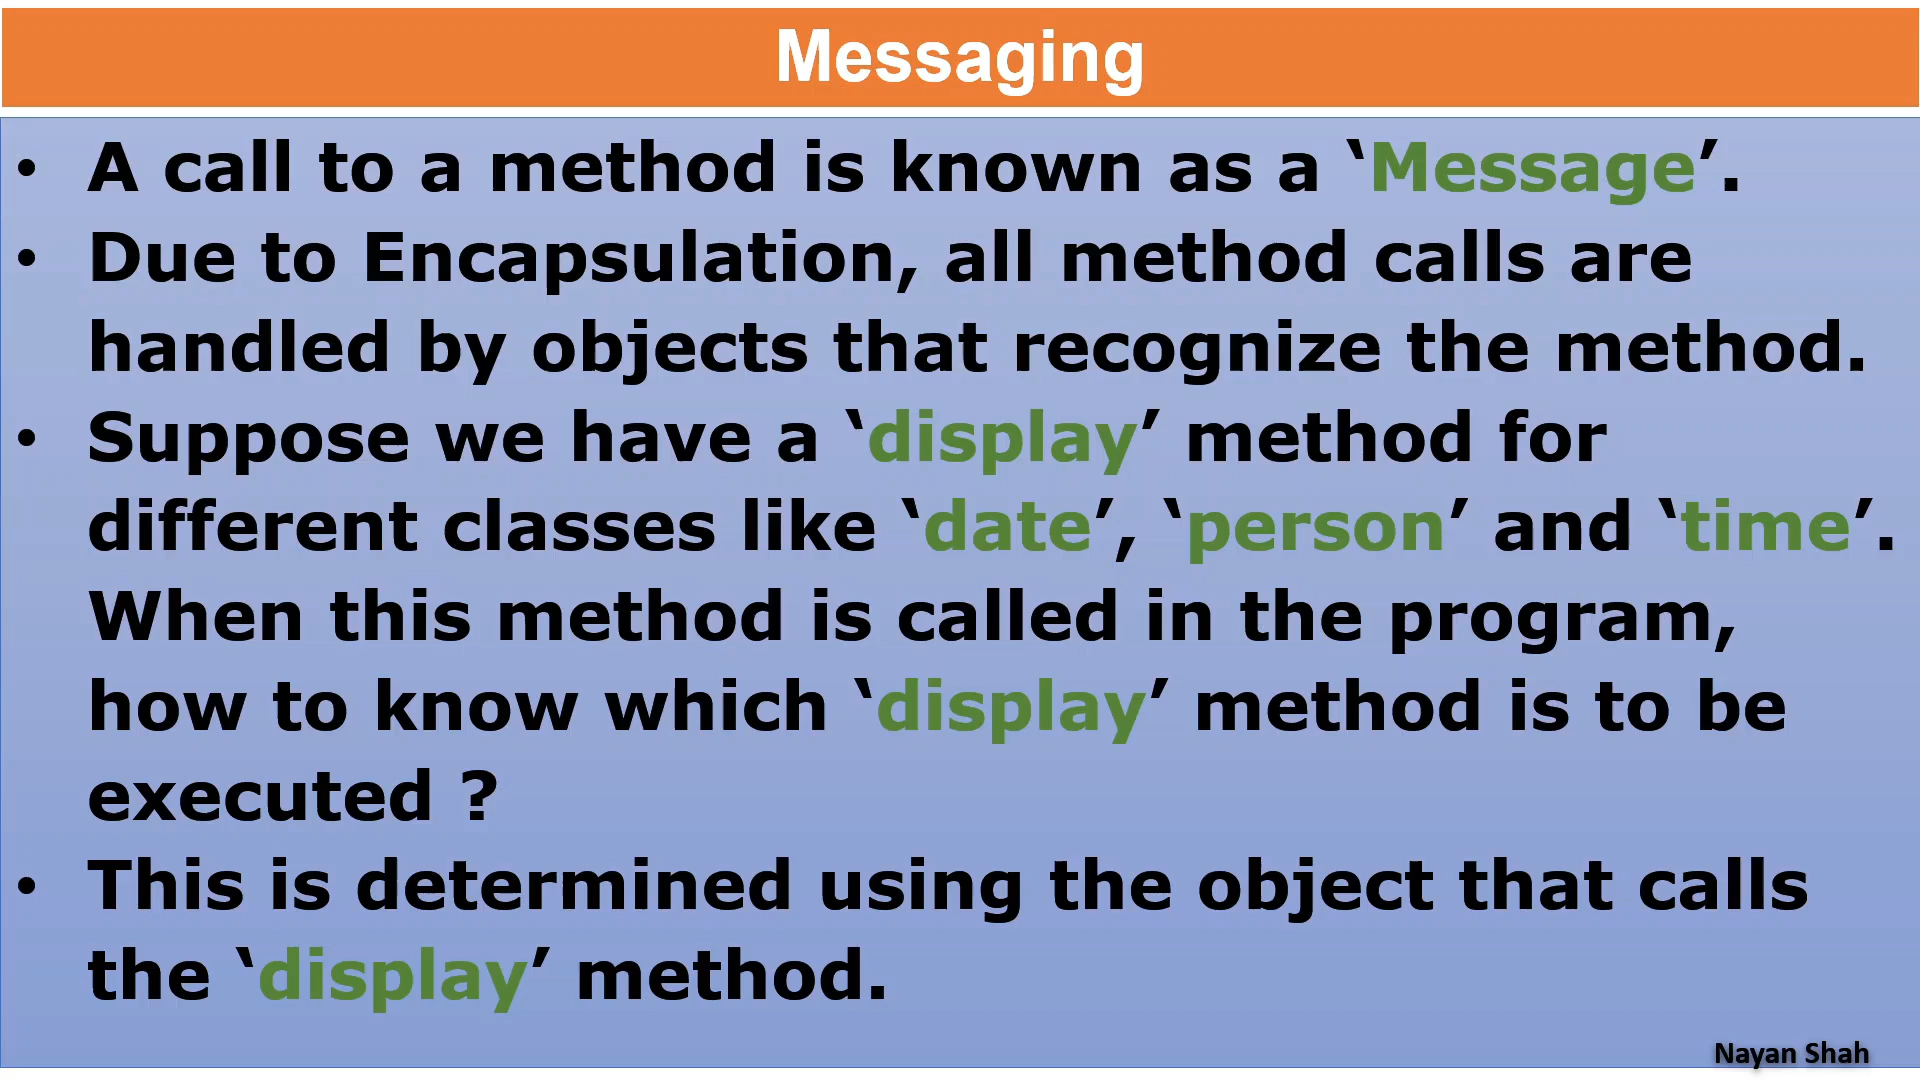 Messaging
• A call to a method is known as a ‘Message’.
• Due to Encapsulation, all method calls are
handled by objects that recognize the method.
• Suppose we have a ‘display’ method for
different classes like ‘date’, ‘person’ and ‘time’.
When this method is called in the program,
how to know which ‘display’ method is to be
executed ?
• This is determined using the object that calls
the ‘display’ method.
Nayan Shah